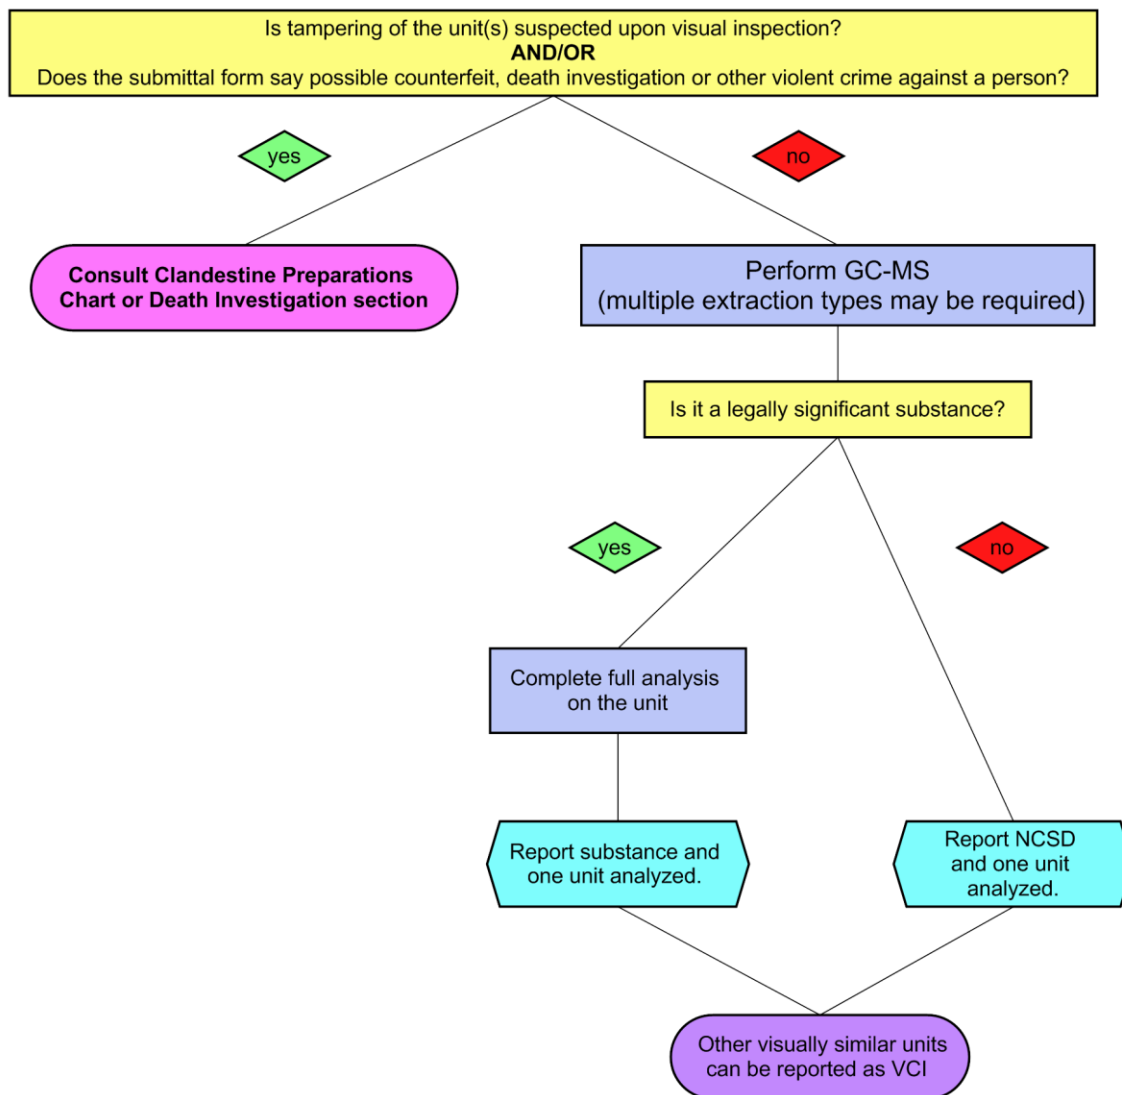 Is tampering of the unit(s) suspected upon visual inspection?
AND/OR
Does the submittal form say possible counterfeit, death investigation or other violent crime against a person?
yes
no
Consult Clandestine Preparations
Chart or Death Investigation section
Perform GC-MS
(multiple extraction types may be required)
Is it a legally significant substance?
yes
no
Complete full analysis
on the unit
Report substance and
one unit analyzed.
Report NCSD
and one unit
analyzed.
Other visually similar units
can be reported as VCI